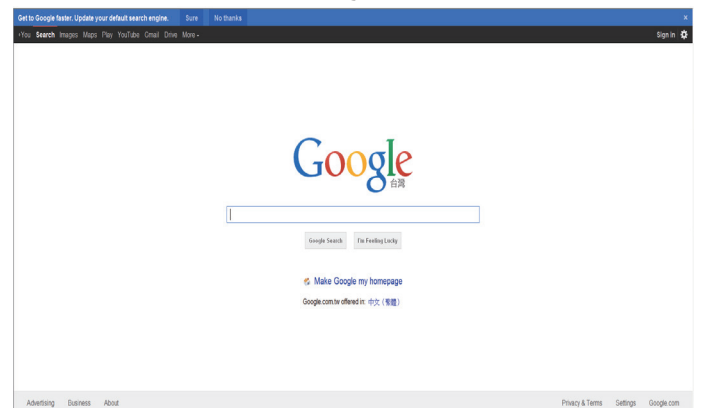 Get to Google faster. Update your default search engine. Sure No thanks ×
+You Search Images Maps Play YouTube Gmail Drive More Sign in
Google
台灣
Google Search I'm Feeling Lucky
Make Google my homepage
Google.com.tw offered in: 中文（繁體）
Advertising Business About Privacy & Terms Settings Google.com